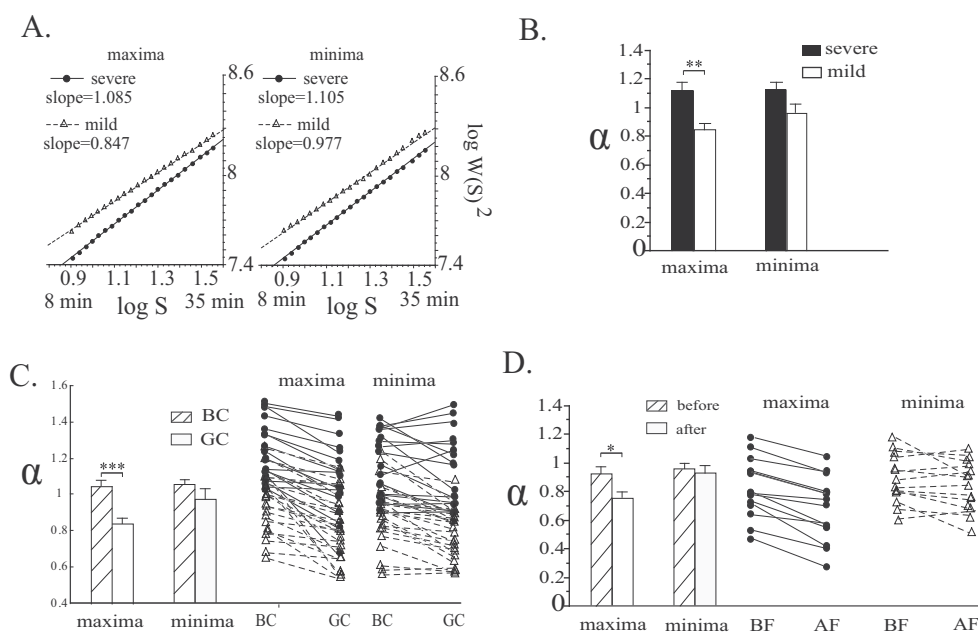 A.
maxima
severe
slope=1.085
mild
slope=0.847
8.6
8
7.4
0.9 1.1 1.3 1.5
8 min 35 min
log S
minima
severe
slope=1.105
mild
slope=0.977
8.6
8
7.4
log W(S)²
0.9 1.1 1.3 1.5
8 min 35 min
log S
B.
severe
mild
**
1.4
1.2
1
0.8
0.6
0.4
0.2
0
α
maxima minima
C.
BC
GC
***
1.6
1.4
1.2
1
0.8
0.6
0.4
α
maxima minima
maxima minima
BC GC BC GC
D.
before
after
*
1.4
1.2
1
0.8
0.6
0.4
0.2
0
α
maxima minima
maxima minima
BF AF BF AF